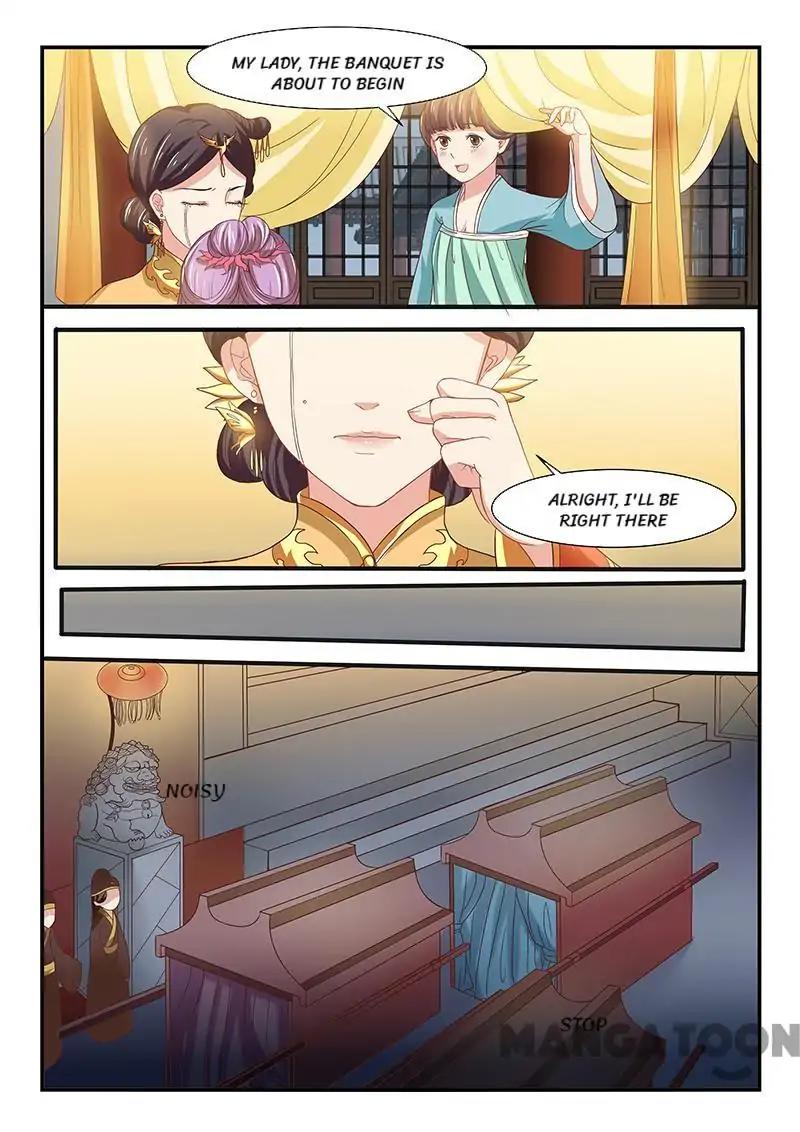 MY LADY, THE BANQUET IS
ABOUT TO BEGIN
ALRIGHT, I'LL BE
RIGHT THERE
NOISY
STOP
MANGATOON